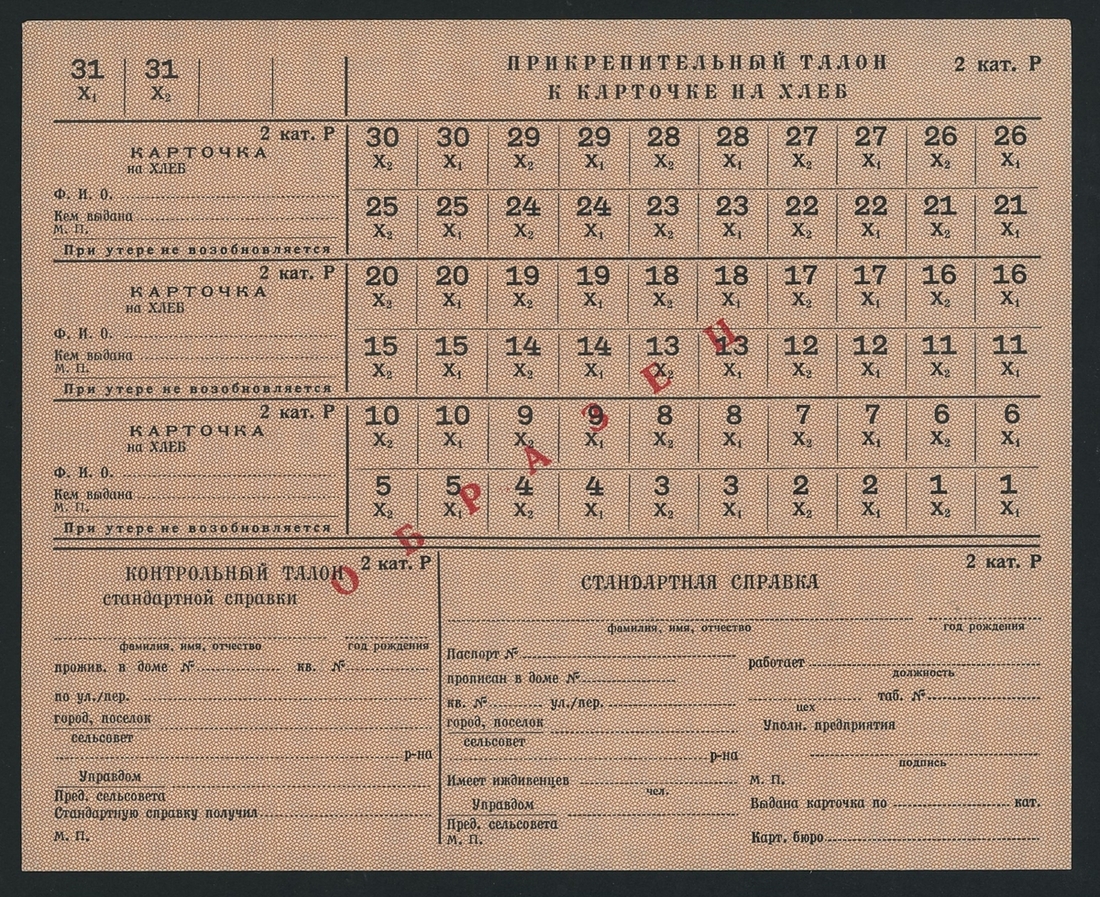 31 31 ПРИКРЕПИТЕЛЬНЫЙ ТАЛОН 2 кат. Р
Х₁ Х₂ К КАРТОЧКЕ НА ХЛЕБ
2 кат. Р 30 30 29 29 28 28 27 27 26 26
КАРТОЧКА Х₂ Х₁ Х₂ Х₁ Х₂ Х₁ Х₂ Х₁ Х₂ Х₁
на ХЛЕБ
Ф. И. О. 25 25 24 24 23 23 22 22 21 21
Кем выдана Х₂ Х₁ Х₂ Х₁ Х₂ Х₁ Х₂ Х₁ Х₂ Х₁
М. П.
При утере не возобновляется
2 кат. Р 20 20 19 19 18 18 17 17 16 16
КАРТОЧКА Х₂ Х₁ Х₂ Х₁ Х₂ Х₁ Х₂ Х₁ Х₂ Х₁
на ХЛЕБ
Ф. И. О. 15 15 14 14 13 13 12 12 11 11
Кем выдана Х₂ Х₁ Х₂ Х₁ Х₂ Х₁ Х₂ Х₁ Х₂ Х₁
М. П.
При утере не возобновляется
2 кат. Р 10 10 9 9 8 8 7 7 6 6
КАРТОЧКА Х₂ Х₁ Х₂ Х₁ Х₂ Х₁ Х₂ Х₁ Х₂ Х₁
на ХЛЕБ
Ф. И. О. 5 5 4 4 3 3 2 2 1 1
Кем выдана Х₂ Х₁ Х₂ Х₁ Х₂ Х₁ Х₂ Х₁ Х₂ Х₁
М. П.
При утере не возобновляется
ОБРАЗЕЦ
2 кат. Р
КОНТРОЛЬНЫЙ ТАЛОН
стандартной справки
фамилия, имя, отчество год рождения
прожив. в доме № кв. №
по ул./пер.
город, поселок
сельсовет
р-на
Управдом
Пред. сельсовета
Стандартную справку получил
М. П.
2 кат. Р
СТАНДАРТНАЯ СПРАВКА
фамилия, имя, отчество год рождения
Паспорт №
прописан в доме №
кв. № ул./пер.
город, поселок
сельсовет
р-на
Имеет иждивенцев
чел.
Управдом
Пред. сельсовета
М. П.
работает
должность
таб. №
цех
Уполн. предприятия
подпись
М. П.
Выдана карточка по кат.
Карт. бюро